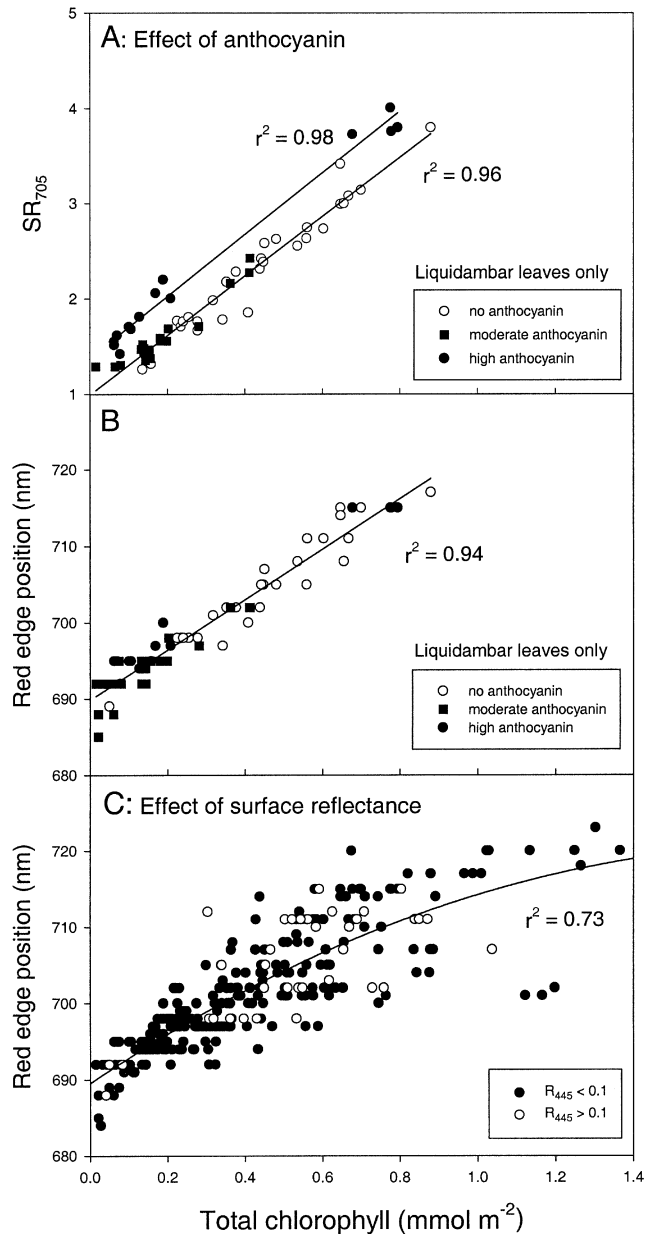 5
A: Effect of anthocyanin
4
r² = 0.98
r² = 0.96
SR₇₀₅
3
Liquidambar leaves only
2
no anthocyanin
moderate anthocyanin
high anthocyanin
1
B
720
710
r² = 0.94
Red edge position (nm)
700
Liquidambar leaves only
690
no anthocyanin
moderate anthocyanin
high anthocyanin
680
C: Effect of surface reflectance
720
r² = 0.73
710
Red edge position (nm)
700
690
R₄₄₅ < 0.1
R₄₄₅ > 0.1
680
0.0 0.2 0.4 0.6 0.8 1.0 1.2 1.4
Total chlorophyll (mmol m⁻²)